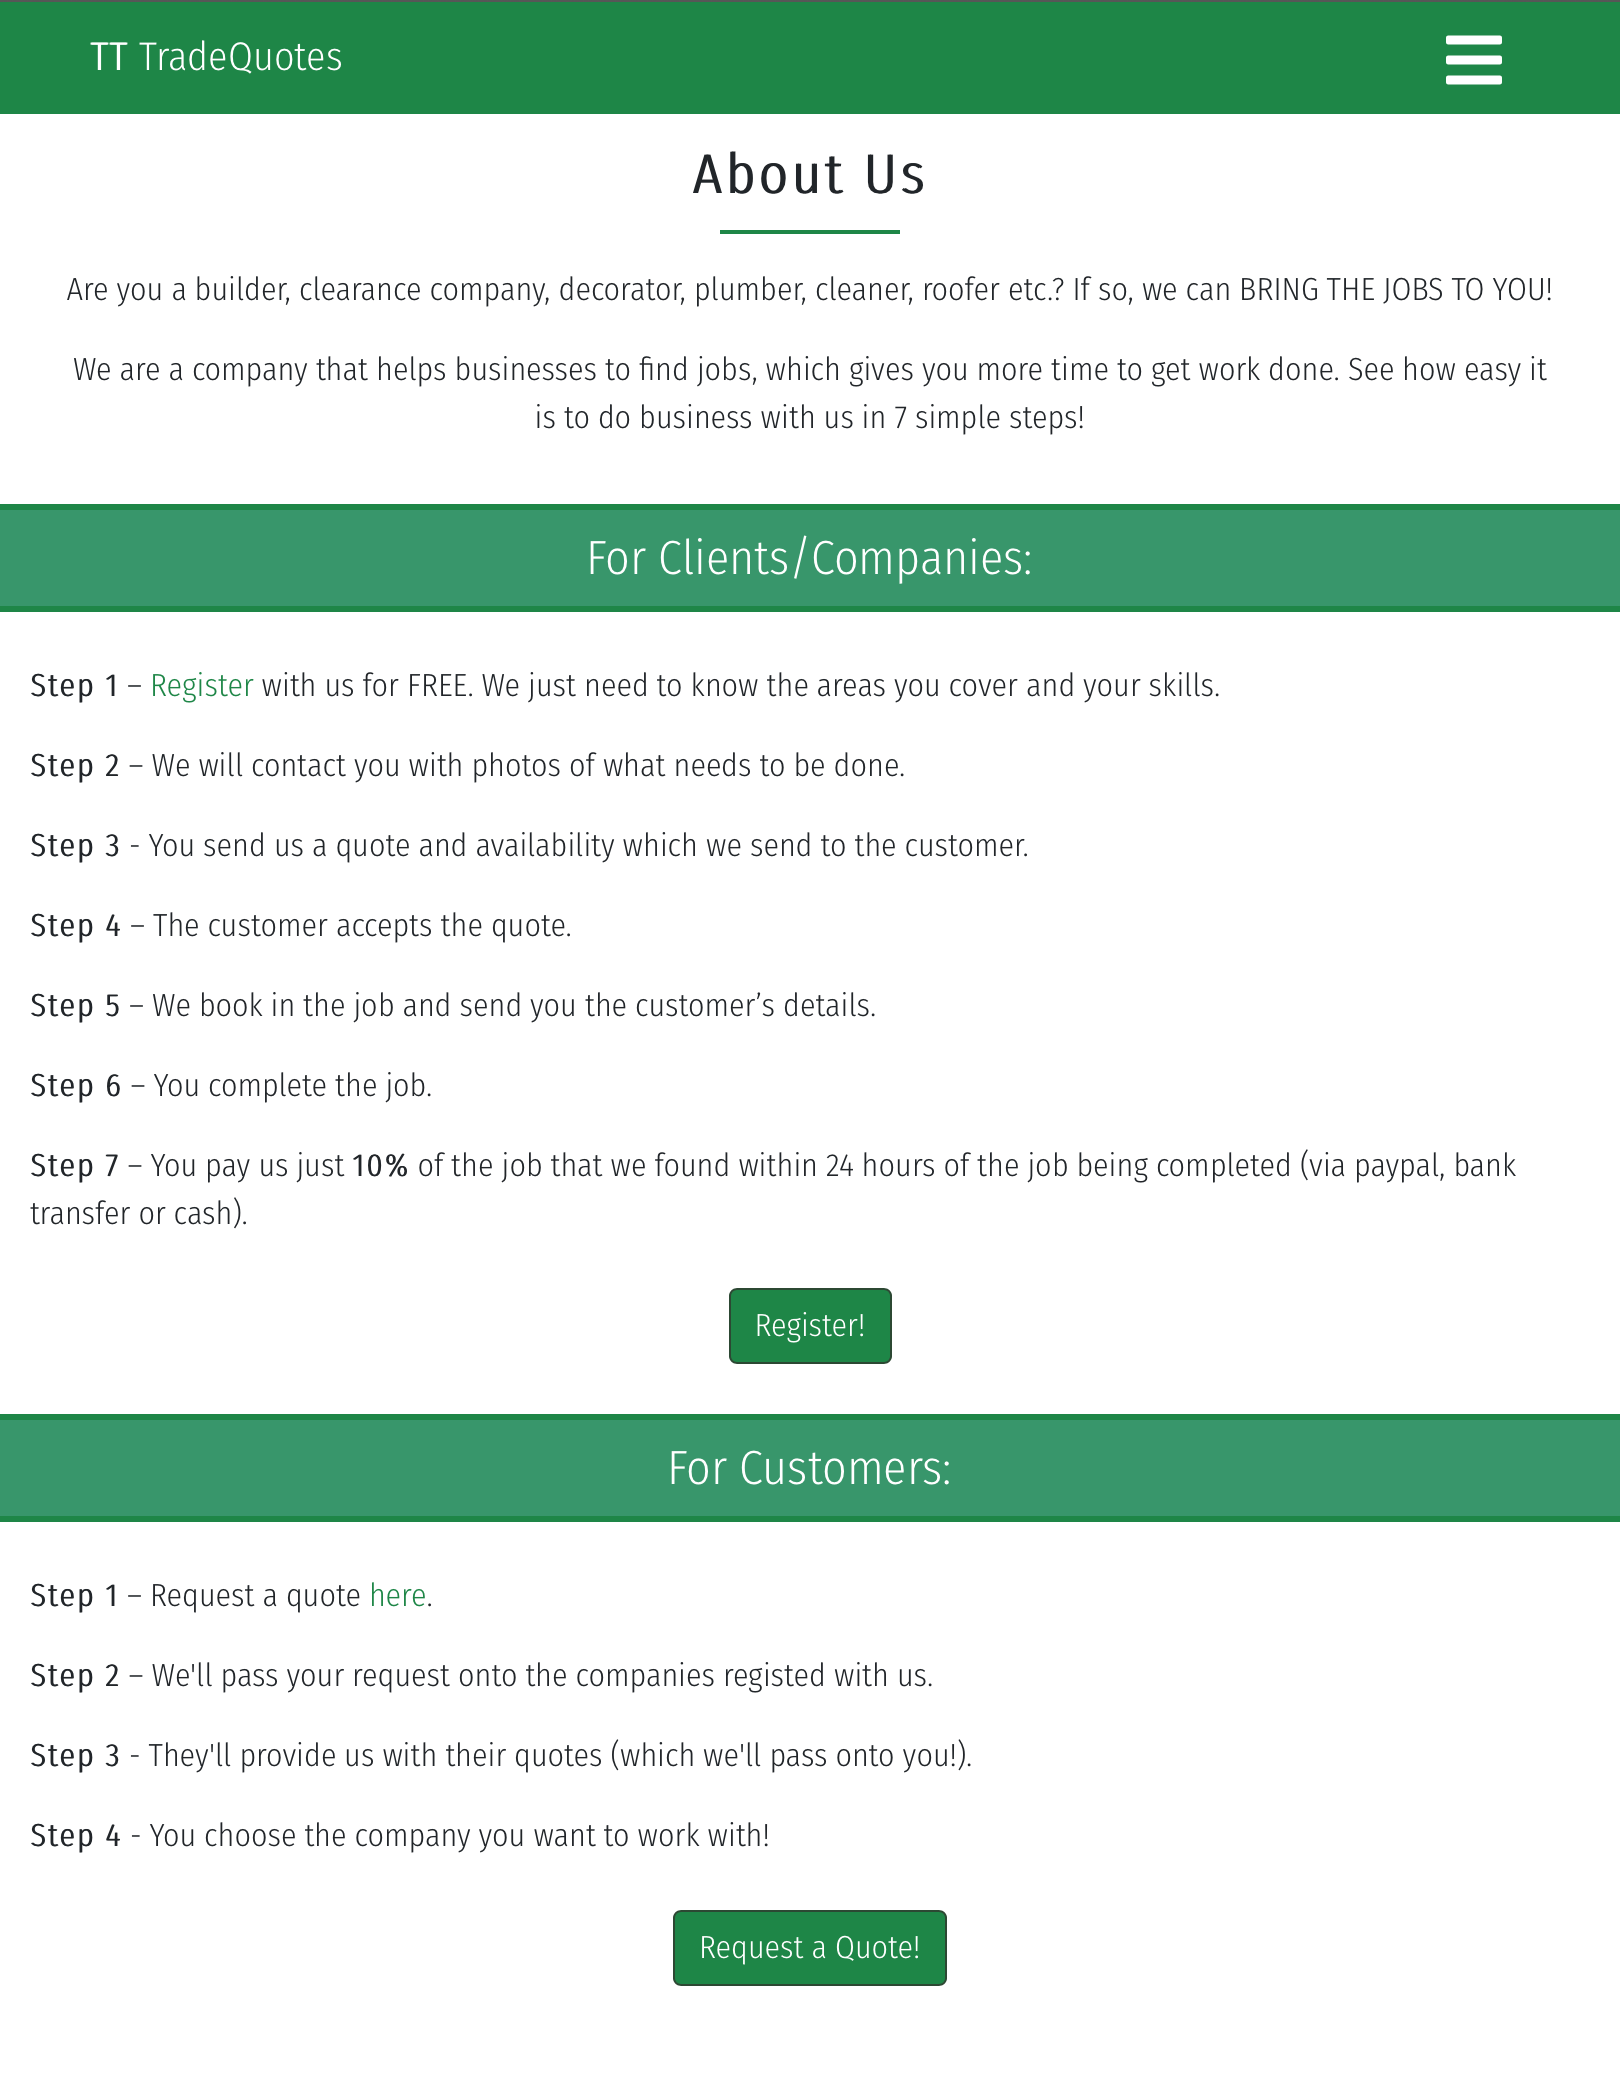 TT TradeQuotes
About Us
Are you a builder, clearance company, decorator, plumber, cleaner, roofer etc.? If so, we can BRING THE JOBS TO YOU!
We are a company that helps businesses to find jobs, which gives you more time to get work done. See how easy it
is to do business with us in 7 simple steps!
For Clients/Companies:
Step 1 – Register with us for FREE. We just need to know the areas you cover and your skills.
Step 2 – We will contact you with photos of what needs to be done.
Step 3 - You send us a quote and availability which we send to the customer.
Step 4 – The customer accepts the quote.
Step 5 – We book in the job and send you the customer’s details.
Step 6 – You complete the job.
Step 7 – You pay us just 10% of the job that we found within 24 hours of the job being completed (via paypal, bank
transfer or cash).
Register!
For Customers:
Step 1 – Request a quote here.
Step 2 – We'll pass your request onto the companies registed with us.
Step 3 - They'll provide us with their quotes (which we'll pass onto you!).
Step 4 - You choose the company you want to work with!
Request a Quote!